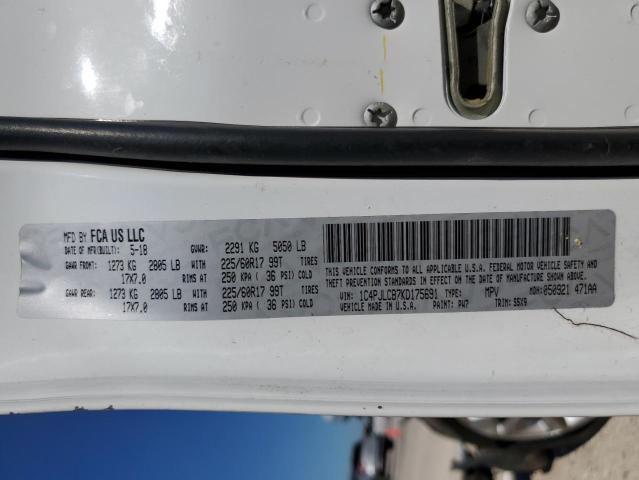 MFD BY FCA US LLC
DATE OF MFR(BUILT): 5-18 GVWR: 2291 KG 5050 LB
GAWR FRONT: 1273 KG 2805 LB WITH 225/60R17 99T TIRES
17X7.0 RIMS AT 250 KPA ( 36 PSI) COLD
GAWR REAR: 1273 KG 2805 LB WITH 225/60R17 99T TIRES
17X7.0 RIMS AT 250 KPA ( 36 PSI) COLD
THIS VEHICLE CONFORMS TO ALL APPLICABLE U.S.A. FEDERAL MOTOR VEHICLE SAFETY AND
THEFT PREVENTION STANDARDS IN EFFECT ON THE DATE OF MANUFACTURE SHOWN ABOVE.
VIN: 1C4PJLCB7KD175691 TYPE: MPV MDH:050921 471AA
VEHICLE MADE IN U.S.A. PAINT: PW7 TRIM: S5X9